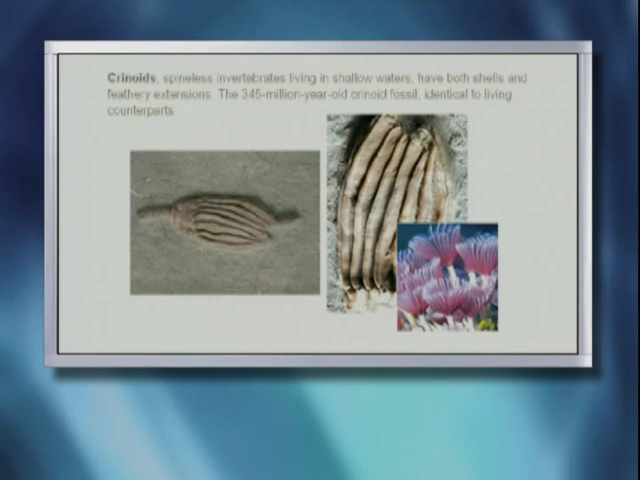 Crinoids, spineless invertebrates living in shallow waters, have both shells and
feathery extensions. The 345-million-year-old crinoid fossil, identical to living
counterparts